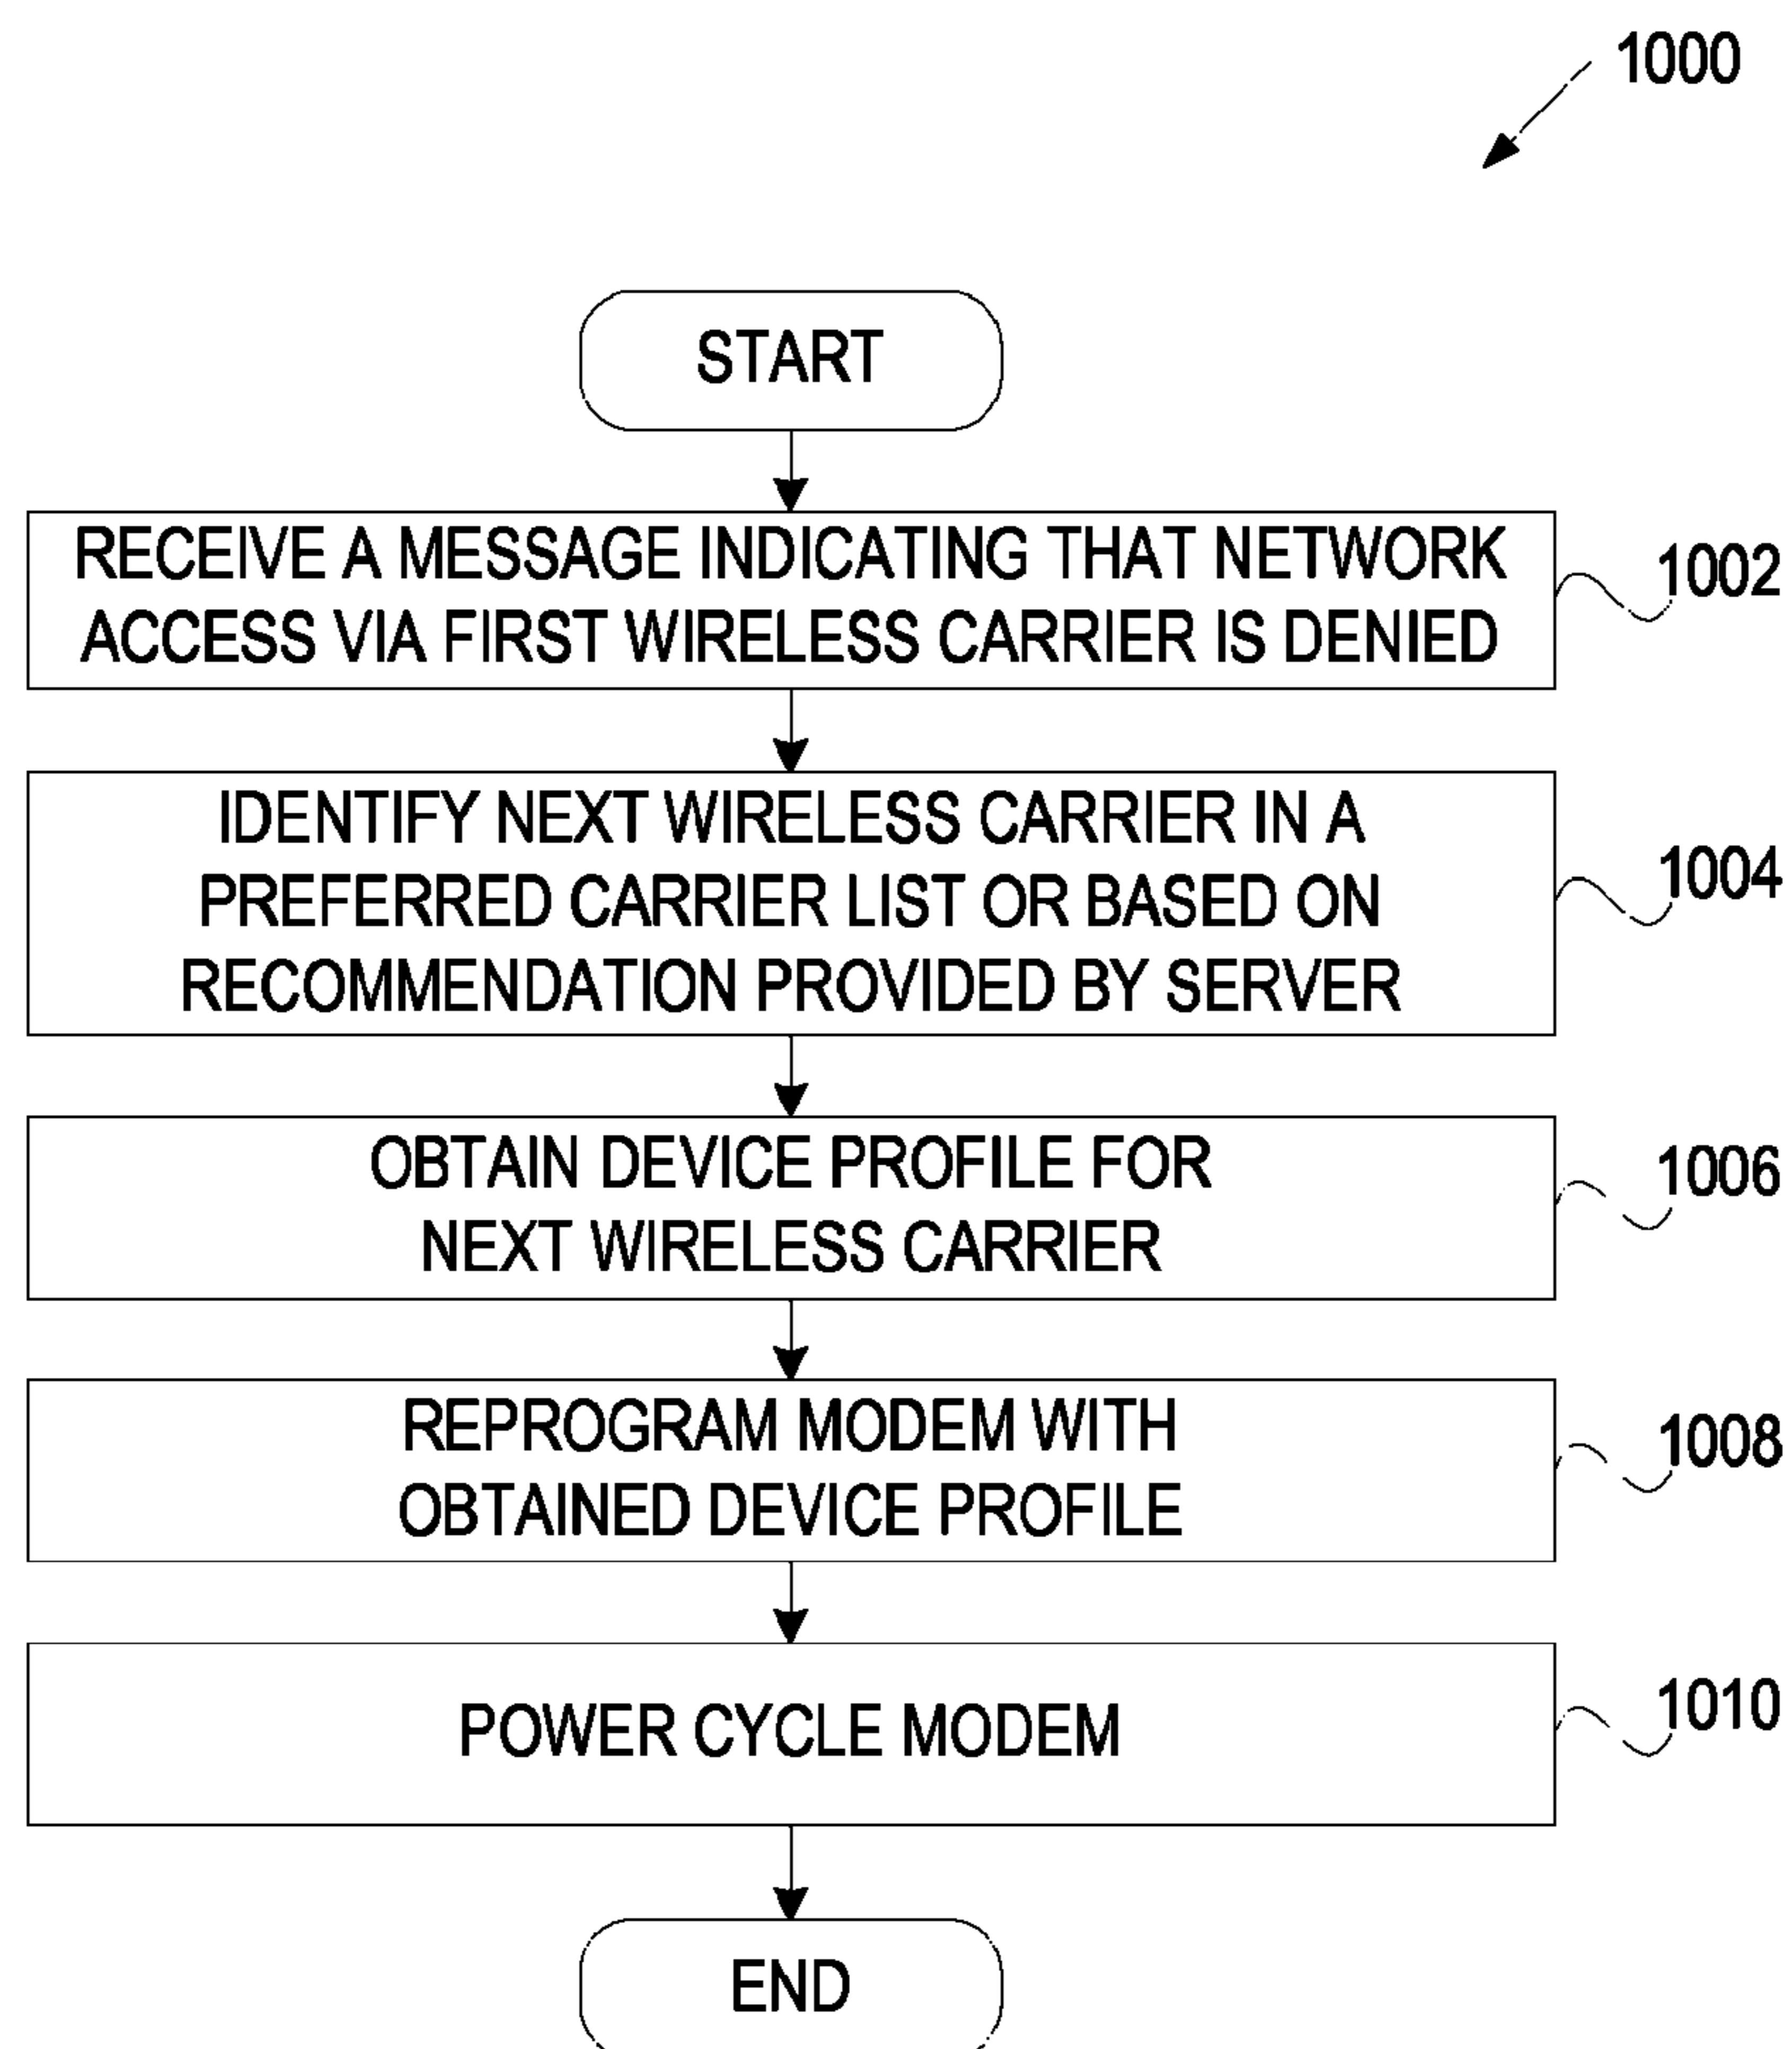 1000
START
RECEIVE A MESSAGE INDICATING THAT NETWORK
ACCESS VIA FIRST WIRELESS CARRIER IS DENIED
1002
IDENTIFY NEXT WIRELESS CARRIER IN A
PREFERRED CARRIER LIST OR BASED ON
RECOMMENDATION PROVIDED BY SERVER
1004
OBTAIN DEVICE PROFILE FOR
NEXT WIRELESS CARRIER
1006
REPROGRAM MODEM WITH
OBTAINED DEVICE PROFILE
1008
POWER CYCLE MODEM
1010
END